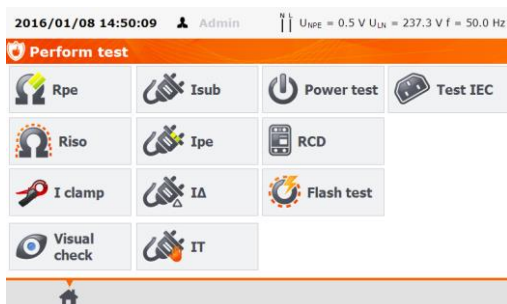 2016/01/08 14:50:09 Admin N L UNPE = 0.5 V ULN = 237.3 V f = 50.0 Hz
Perform test
Rpe Isub Power test Test IEC
Riso Ipe RCD
I clamp IΔ Flash test
Visual
check IT